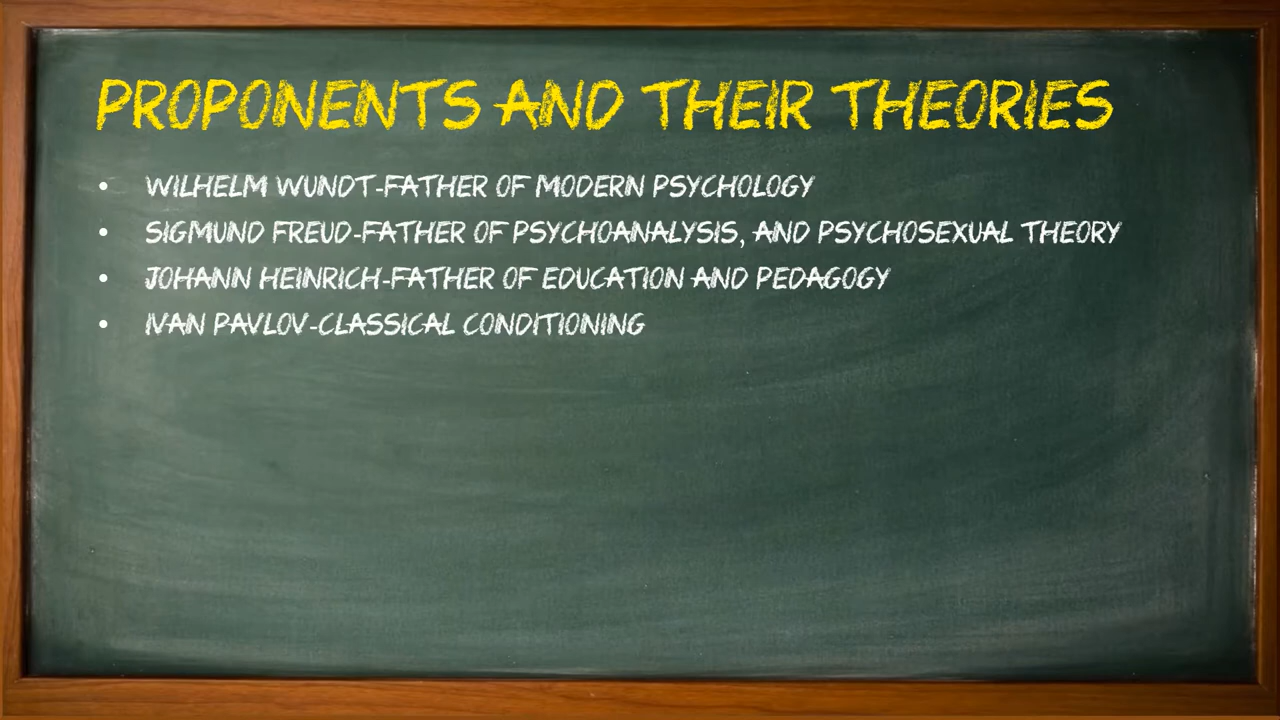 PROPONENTS AND THEIR THEORIES
• WILHELM WUNDT-FATHER OF MODERN PSYCHOLOGY
• SIGMUND FREUD-FATHER OF PSYCHOANALYSIS, AND PSYCHOSEXUAL THEORY
• JOHANN HEINRICH-FATHER OF EDUCATION AND PEDAGOGY
• IVAN PAVLOV-CLASSICAL CONDITIONING